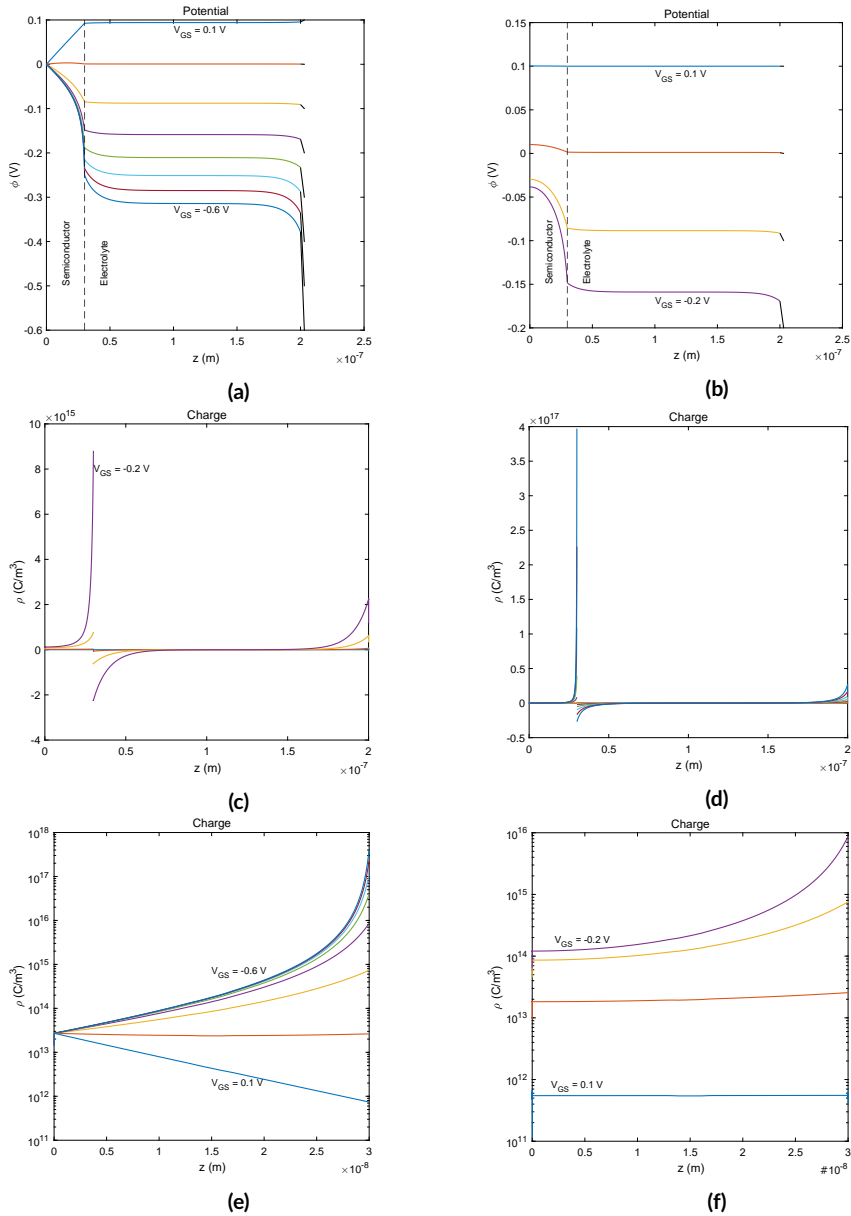 Potential
0.1
0
-0.1
-0.2
-0.3
-0.4
-0.5
-0.6
ϕ (V)
V_GS = 0.1 V
V_GS = -0.6 V
Semiconductor
Electrolyte
0 0.5 1 1.5 2 2.5
z (m)
×10^-7
(a)
Potential
0.15
0.1
0.05
0
-0.05
-0.1
-0.15
-0.2
ϕ (V)
V_GS = 0.1 V
V_GS = -0.2 V
Semiconductor
Electrolyte
0 0.5 1 1.5 2 2.5
z (m)
×10^-7
(b)
×10^15
Charge
10
8
6
4
2
0
-2
-4
ρ (C/m^3)
V_GS = -0.2 V
0 0.5 1 1.5 2
z (m)
×10^-7
(c)
×10^17
Charge
4
3.5
3
2.5
2
1.5
1
0.5
0
-0.5
ρ (C/m^3)
0 0.5 1 1.5 2
z (m)
×10^-7
(d)
Charge
10^18
10^17
10^16
10^15
10^14
10^13
10^12
10^11
ρ (C/m^3)
V_GS = -0.6 V
V_GS = 0.1 V
0 0.5 1 1.5 2 2.5 3
z (m)
×10^-8
(e)
Charge
10^16
10^15
10^14
10^13
10^12
10^11
ρ (C/m^3)
V_GS = -0.2 V
V_GS = 0.1 V
0 0.5 1 1.5 2 2.5 3
z (m)
#10^-8
(f)